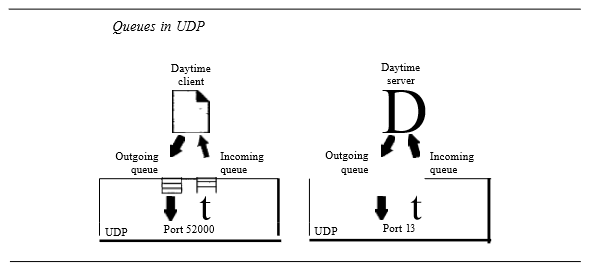 Queues in UDP
Daytime
client
Daytime
server
D
Outgoing
queue
Incoming
queue
Outgoing
queue
Incoming
queue
t
t
UDP
Port 52000
UDP
Port 13